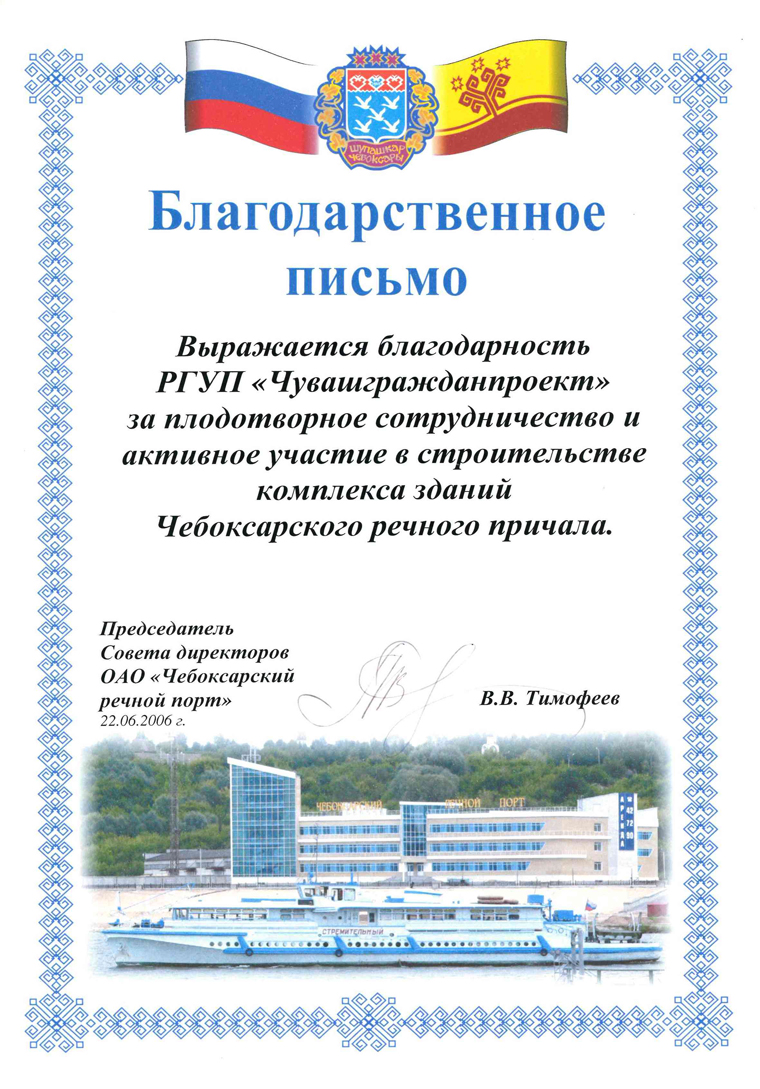 ШУПАШКАР
ЧЕБОКСАРЫ
Благодарственное
письмо
Выражается благодарность
РГУП «Чувашгражданпроект»
за плодотворное сотрудничество и
активное участие в строительстве
комплекса зданий
Чебоксарского речного причала.
Председатель
Совета директоров
ОАО «Чебоксарский
речной порт»
22.06.2006 г.
В.В. Тимофеев
ЧЕБОКСАРСКИЙ РЕЧНОЙ ПОРТ
АРЕНДА
СТРЕМИТЕЛЬНЫЙ